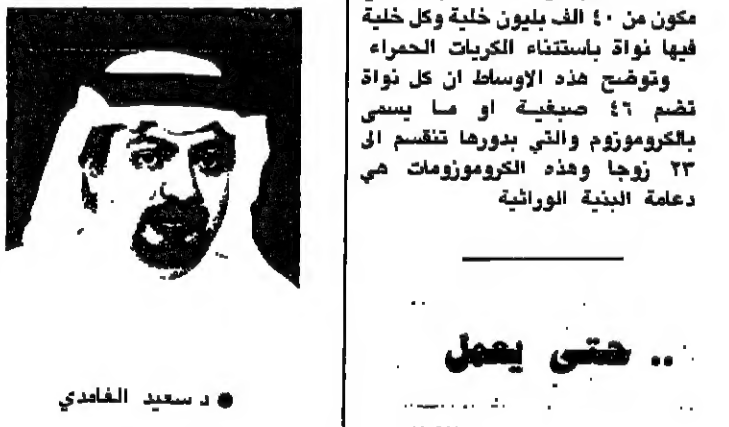 مكون من ٤٠ الف بليون خلية وكل خلية
فيها نواة باستثناء الكريات الحمراء
وتوضح هذه الاوساط ان كل نواة
تضم ٤٦ صبغية او ما يسمى
بالكروموزوم والتي بدورها تنقسم الى
٢٣ زوجا وهذه الكروموزومات هي
دعامة البنية الوراثية
.. حتى يعمل
● د سعيد الغامدي